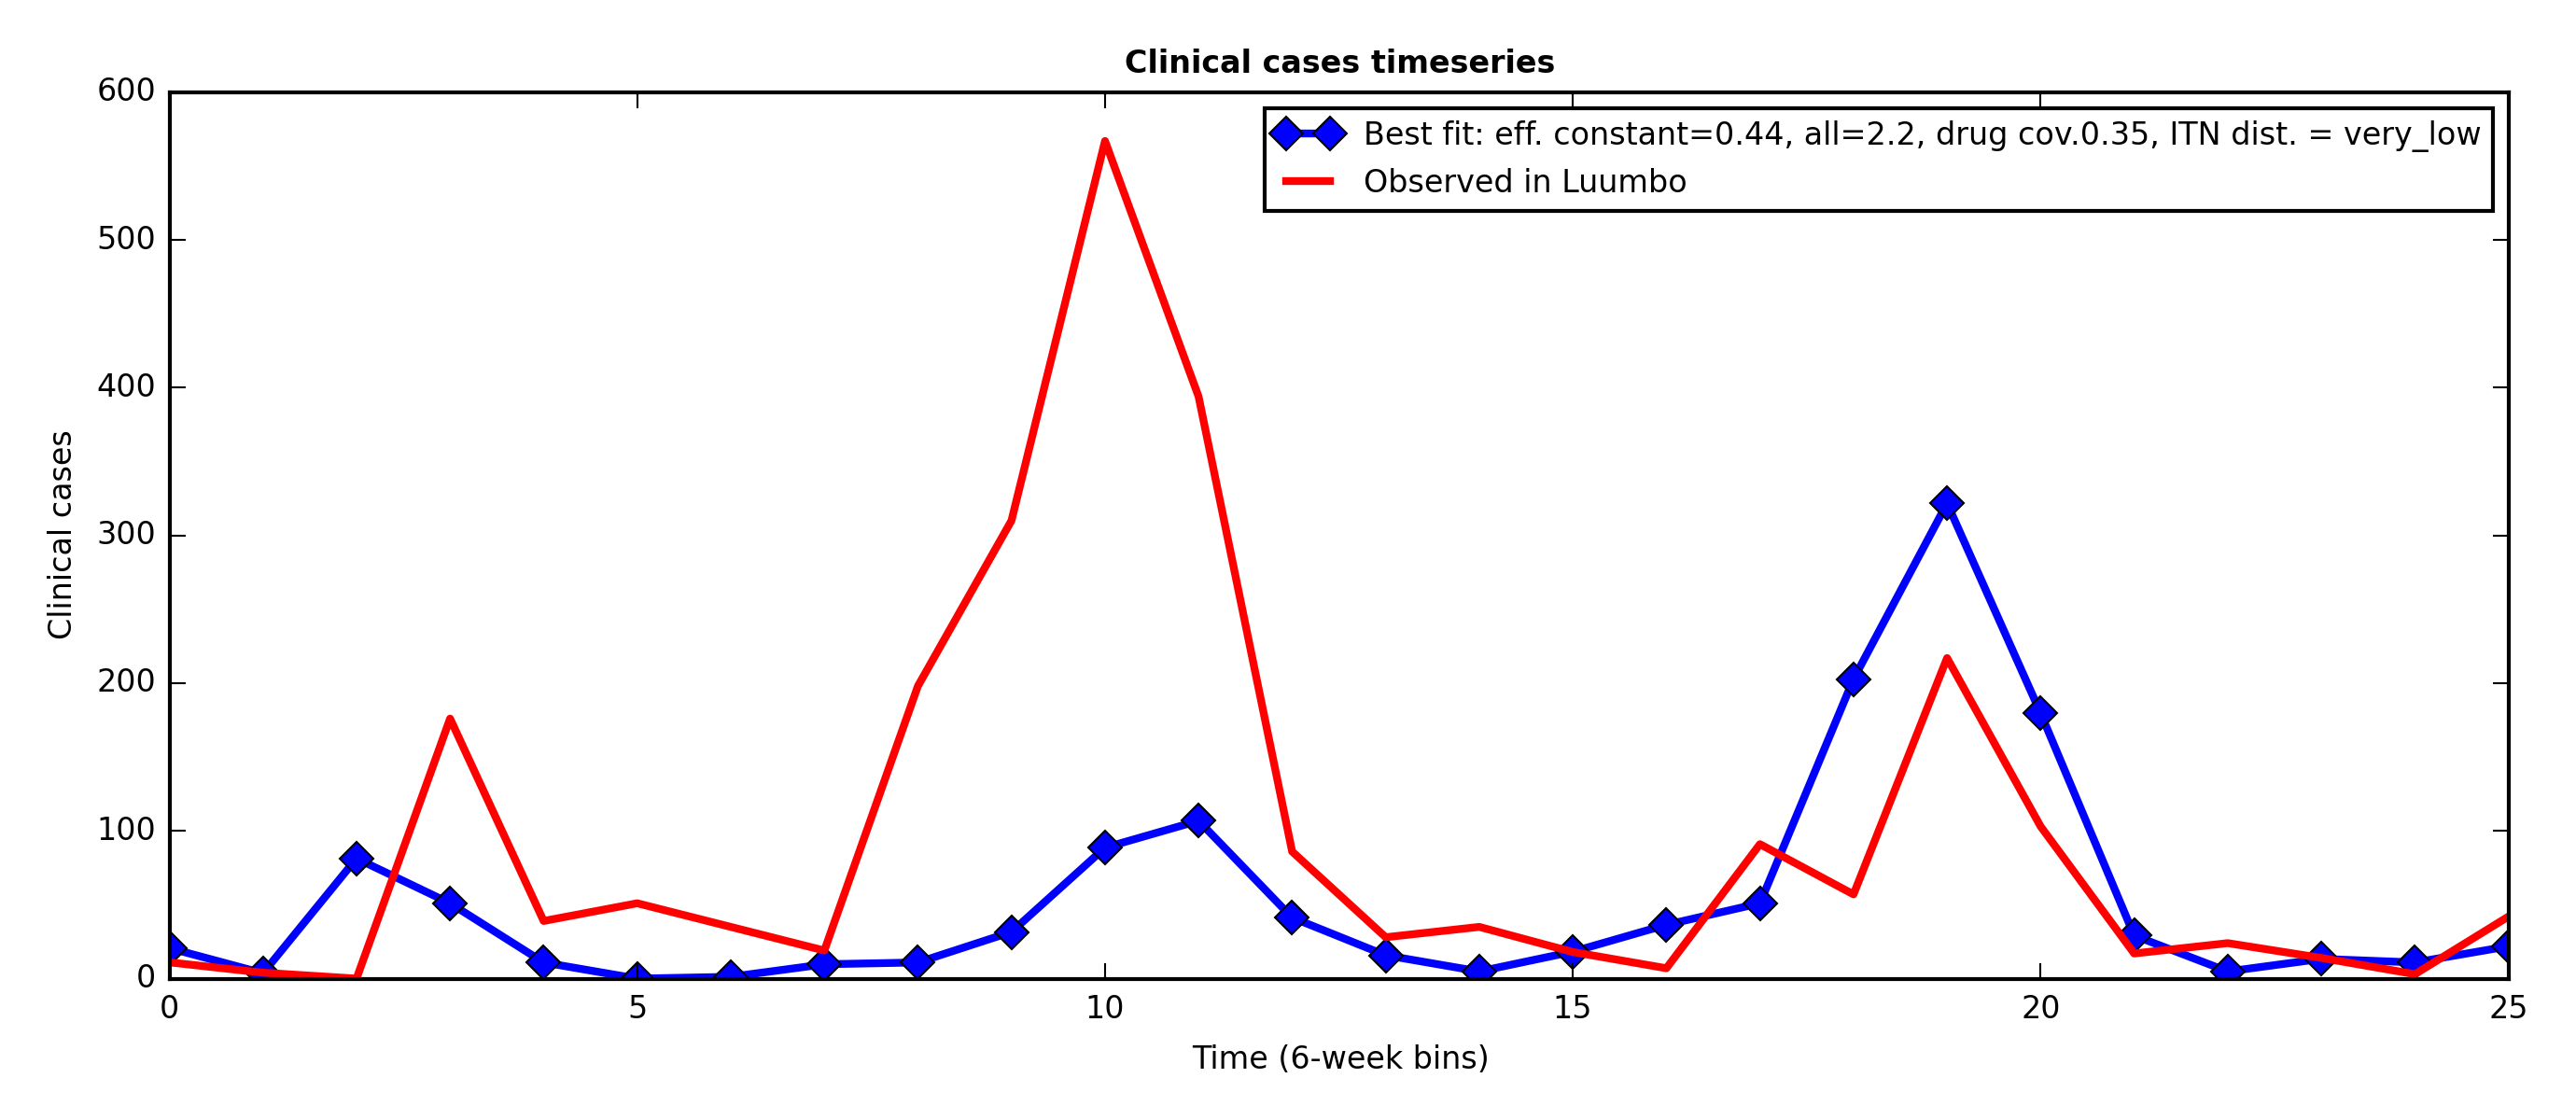 Clinical cases timeseries
600
500
400
300
200
100
0
Clinical cases
Best fit: eff. constant=0.44, all=2.2, drug cov.0.35, ITN dist. = very_low
Observed in Luumbo
0 5 10 15 20 25
Time (6-week bins)